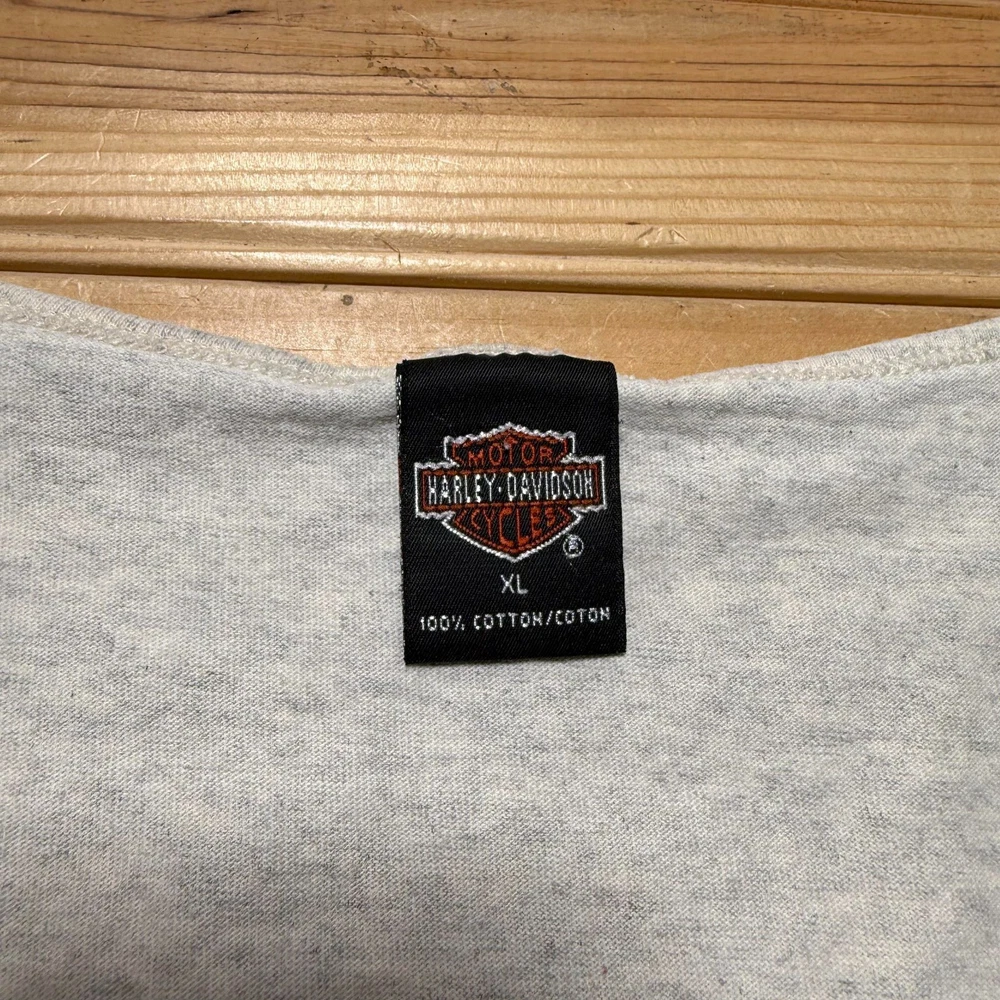 MOTOR
HARLEY-DAVIDSON
CYCLES
®
XL
100% COTTON/COTON